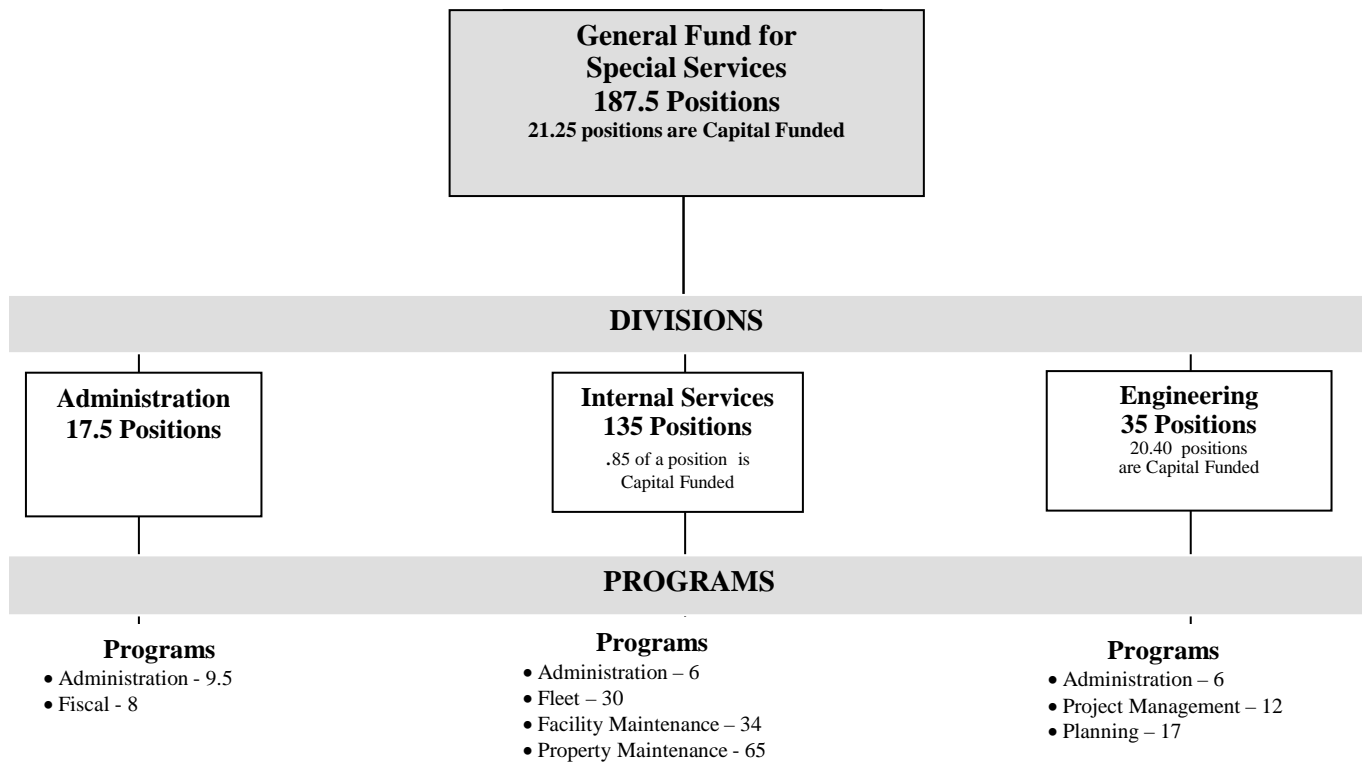 General Fund for
Special Services
187.5 Positions
21.25 positions are Capital Funded
DIVISIONS
Administration
17.5 Positions
Internal Services
135 Positions
.85 of a position is
Capital Funded
Engineering
35 Positions
20.40 positions
are Capital Funded
PROGRAMS
Programs
• Administration - 9.5
• Fiscal - 8
Programs
• Administration – 6
• Fleet – 30
• Facility Maintenance – 34
• Property Maintenance - 65
Programs
• Administration – 6
• Project Management – 12
• Planning – 17